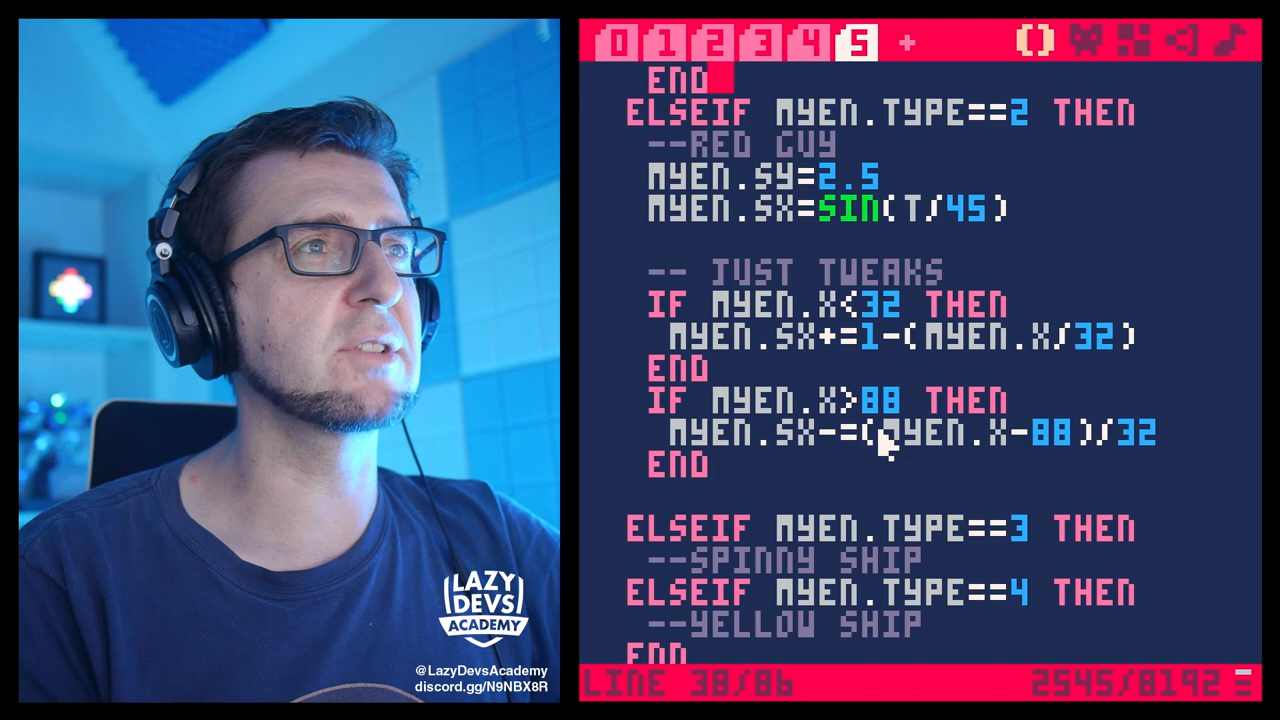 0 1 2 3 4 5 +
END
ELSEIF MYEN.TYPE==2 THEN
--RED GUY
MYEN.SY=2.5
MYEN.SX=SIN(T/45)
-- JUST TWEAKS
IF MYEN.X<32 THEN
MYEN.SX+=1-(MYEN.X/32)
END
IF MYEN.X>88 THEN
MYEN.SX-=(MYEN.X-88)/32
END
ELSEIF MYEN.TYPE==3 THEN
--SPINNY SHIP
ELSEIF MYEN.TYPE==4 THEN
--YELLOW SHIP
END
LINE 38/86
2545/8192
LAZY
DEVS
ACADEMY
@LazyDevsAcademy
discord.gg/N9NBX8R